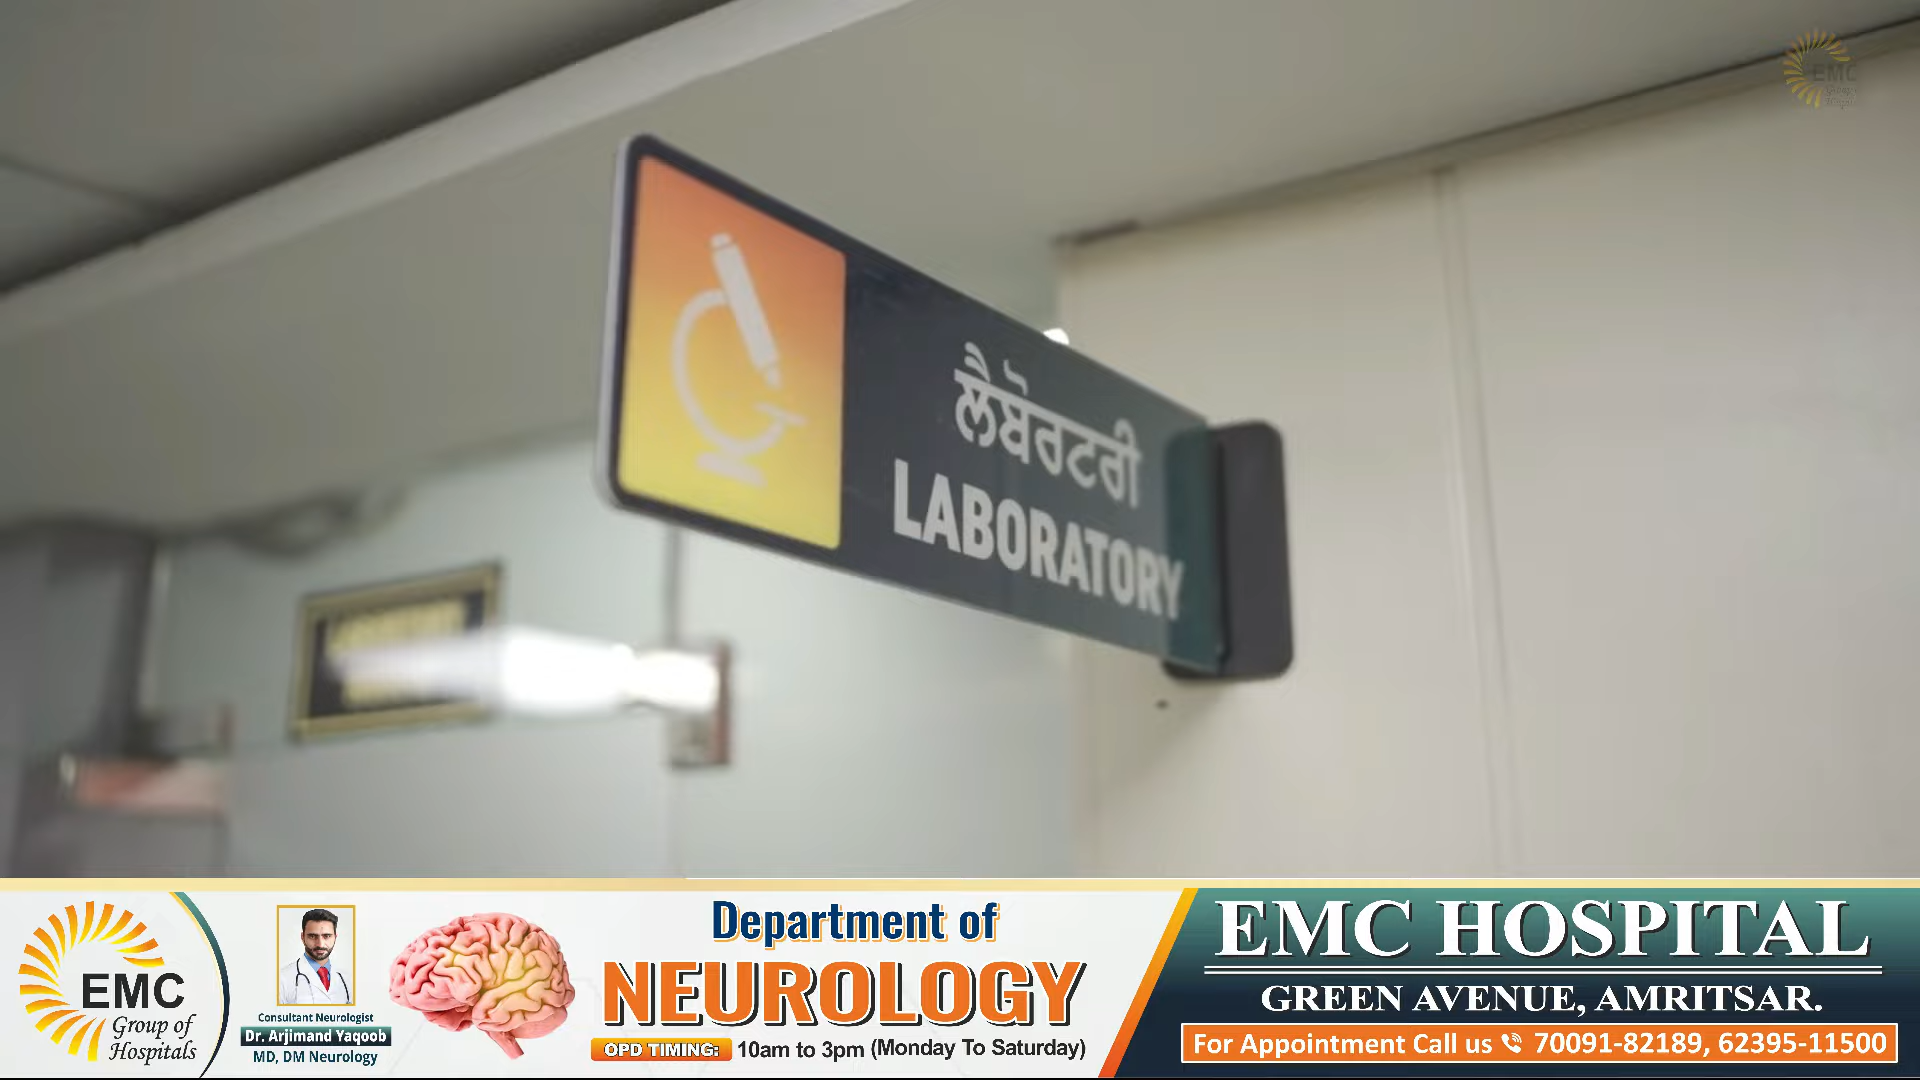 EMC
ਲੈਬੋਰਟਰੀ
LABORATORY
EMC
Group of
Hospitals
Consultant Neurologist
Dr. Arjimand Yaqoob
MD, DM Neurology
Department of
NEUROLOGY
OPD TIMING: 10am to 3pm (Monday To Saturday)
EMC HOSPITAL
GREEN AVENUE, AMRITSAR.
For Appointment Call us 70091-82189, 62395-11500